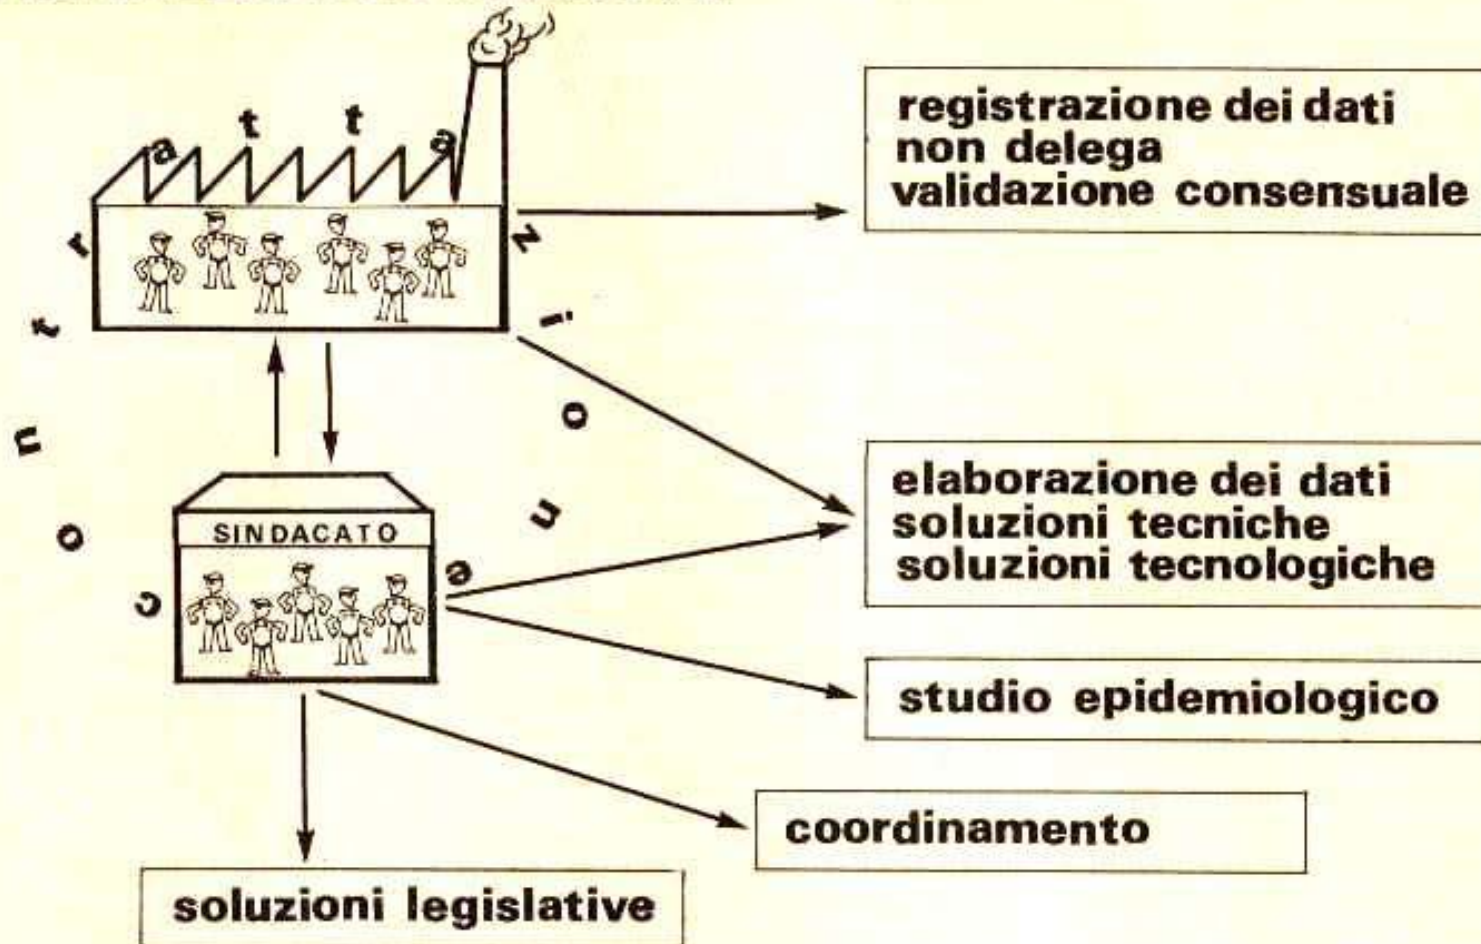 contrattazione
registrazione dei dati
non delega
validazione consensuale
elaborazione dei dati
soluzioni tecniche
soluzioni tecnologiche
SINDACATO
studio epidemiologico
coordinamento
soluzioni legislative